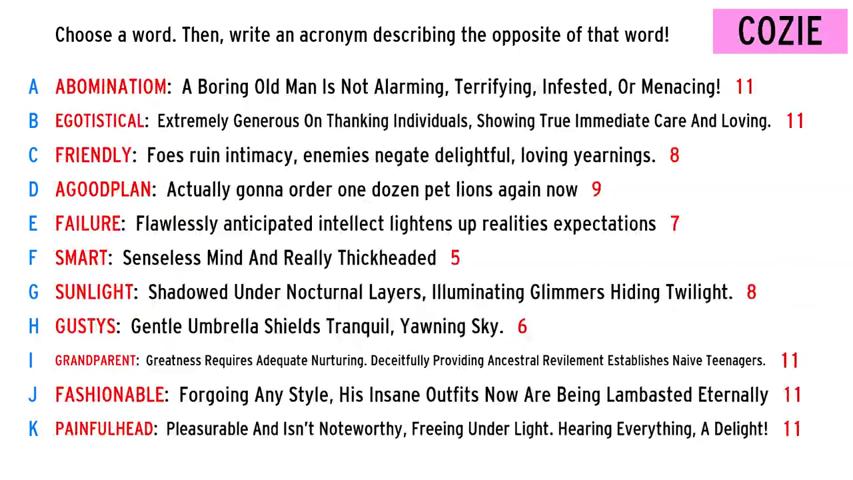 Choose a word. Then, write an acronym describing the opposite of that word!
COZIE
A ABOMINATIOM: A Boring Old Man Is Not Alarming, Terrifying, Infested, Or Menacing! 11
B EGOTISTICAL: Extremely Generous On Thanking Individuals, Showing True Immediate Care And Loving. 11
C FRIENDLY: Foes ruin intimacy, enemies negate delightful, loving yearnings. 8
D AGOODPLAN: Actually gonna order one dozen pet lions again now 9
E FAILURE: Flawlessly anticipated intellect lightens up realities expectations 7
F SMART: Senseless Mind And Really Thickheaded 5
G SUNLIGHT: Shadowed Under Nocturnal Layers, Illuminating Glimmers Hiding Twilight. 8
H GUSTYS: Gentle Umbrella Shields Tranquil, Yawning Sky. 6
I GRANDPARENT: Greatness Requires Adequate Nurturing. Deceitfully Providing Ancestral Revilement Establishes Naive Teenagers. 11
J FASHIONABLE: Forgoing Any Style, His Insane Outfits Now Are Being Lambasted Eternally 11
K PAINFULHEAD: Pleasurable And Isn't Noteworthy, Freeing Under Light. Hearing Everything, A Delight! 11